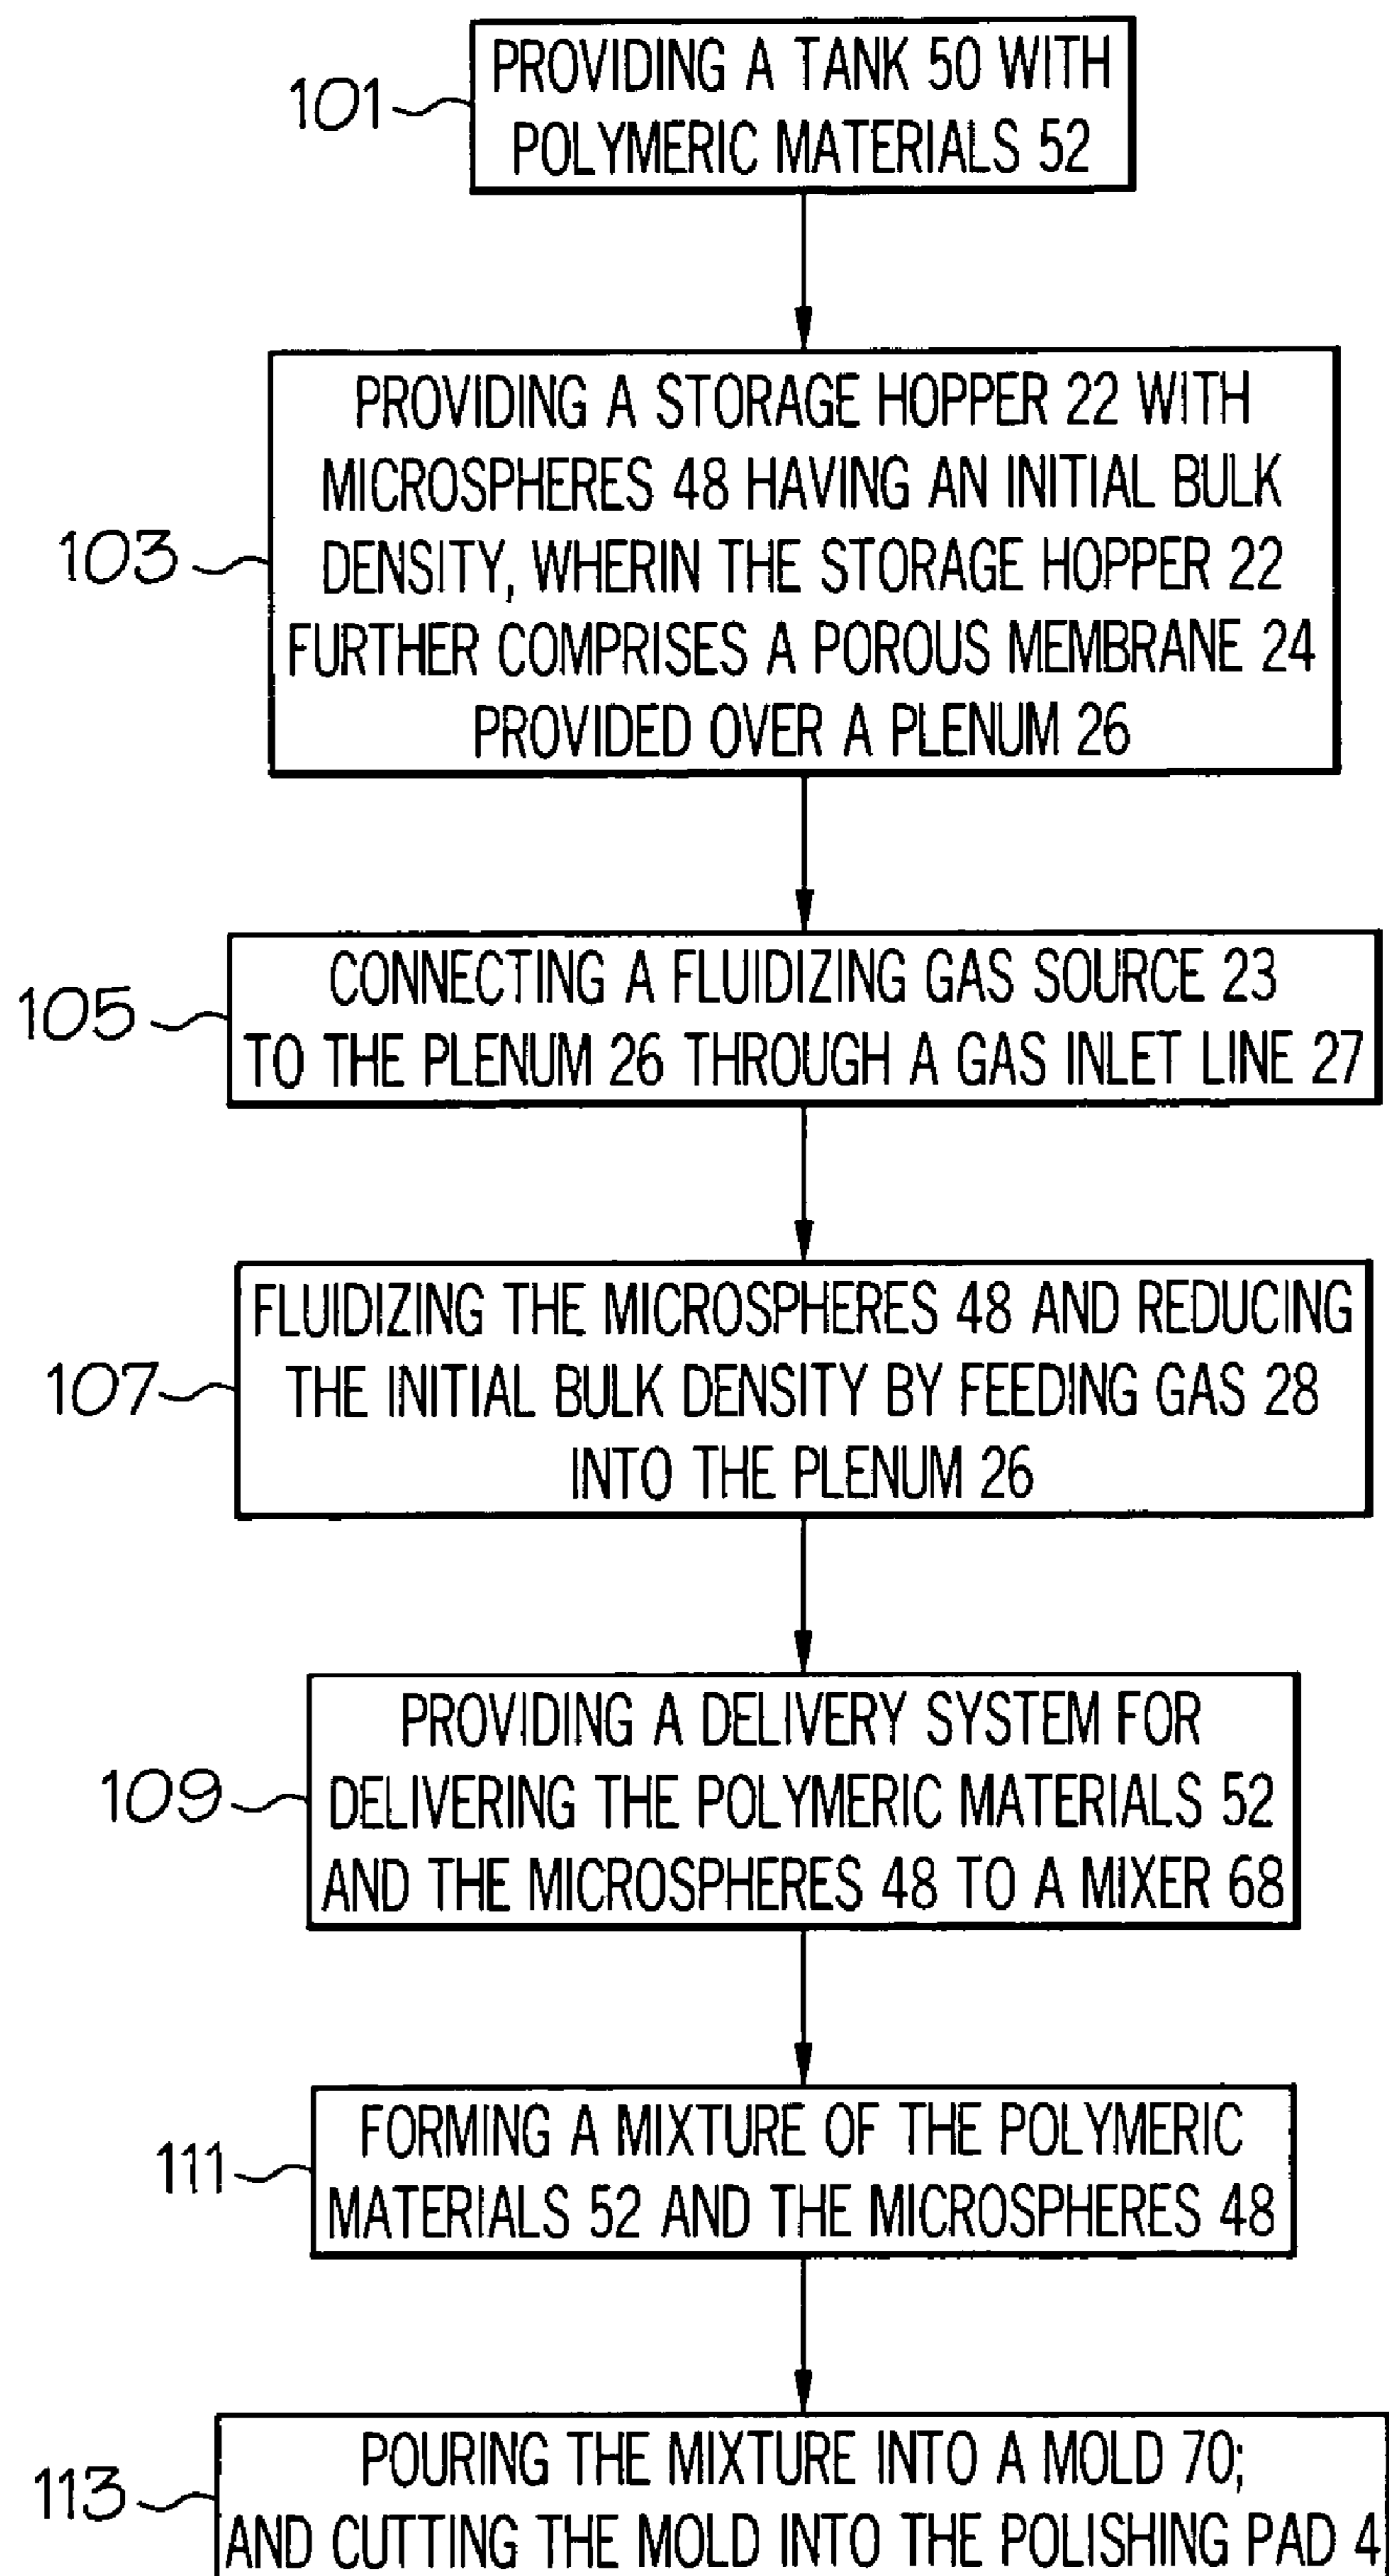 101
PROVIDING A TANK 50 WITH
POLYMERIC MATERIALS 52
103
PROVIDING A STORAGE HOPPER 22 WITH
MICROSPHERES 48 HAVING AN INITIAL BULK
DENSITY, WHERIN THE STORAGE HOPPER 22
FURTHER COMPRISES A POROUS MEMBRANE 24
PROVIDED OVER A PLENUM 26
105
CONNECTING A FLUIDIZING GAS SOURCE 23
TO THE PLENUM 26 THROUGH A GAS INLET LINE 27
107
FLUIDIZING THE MICROSPHERES 48 AND REDUCING
THE INITIAL BULK DENSITY BY FEEDING GAS 28
INTO THE PLENUM 26
109
PROVIDING A DELIVERY SYSTEM FOR
DELIVERING THE POLYMERIC MATERIALS 52
AND THE MICROSPHERES 48 TO A MIXER 68
111
FORMING A MIXTURE OF THE POLYMERIC
MATERIALS 52 AND THE MICROSPHERES 48
113
POURING THE MIXTURE INTO A MOLD 70;
AND CUTTING THE MOLD INTO THE POLISHING PAD 4